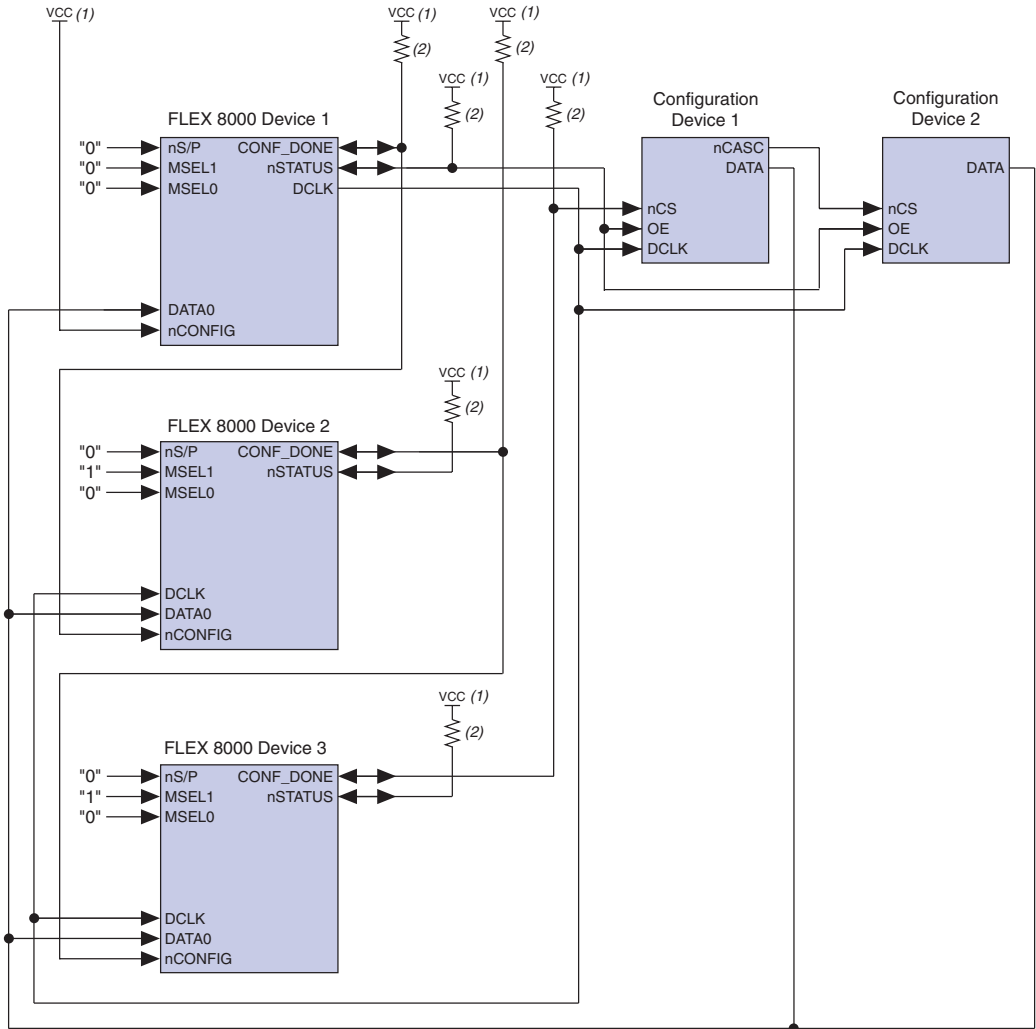 VCC (1)
VCC (1)
VCC (1)
(2)
(2)
VCC (1)
VCC (1)
(2)
(2)
FLEX 8000 Device 1
"0" nS/P CONF_DONE
"0" MSEL1 nSTATUS
"0" MSEL0 DCLK
DATA0
nCONFIG
Configuration
Device 1
nCASC
DATA
nCS
OE
DCLK
Configuration
Device 2
DATA
nCS
OE
DCLK
VCC (1)
(2)
FLEX 8000 Device 2
"0" nS/P CONF_DONE
"1" MSEL1 nSTATUS
"0" MSEL0
DCLK
DATA0
nCONFIG
VCC (1)
(2)
FLEX 8000 Device 3
"0" nS/P CONF_DONE
"1" MSEL1 nSTATUS
"0" MSEL0
DCLK
DATA0
nCONFIG